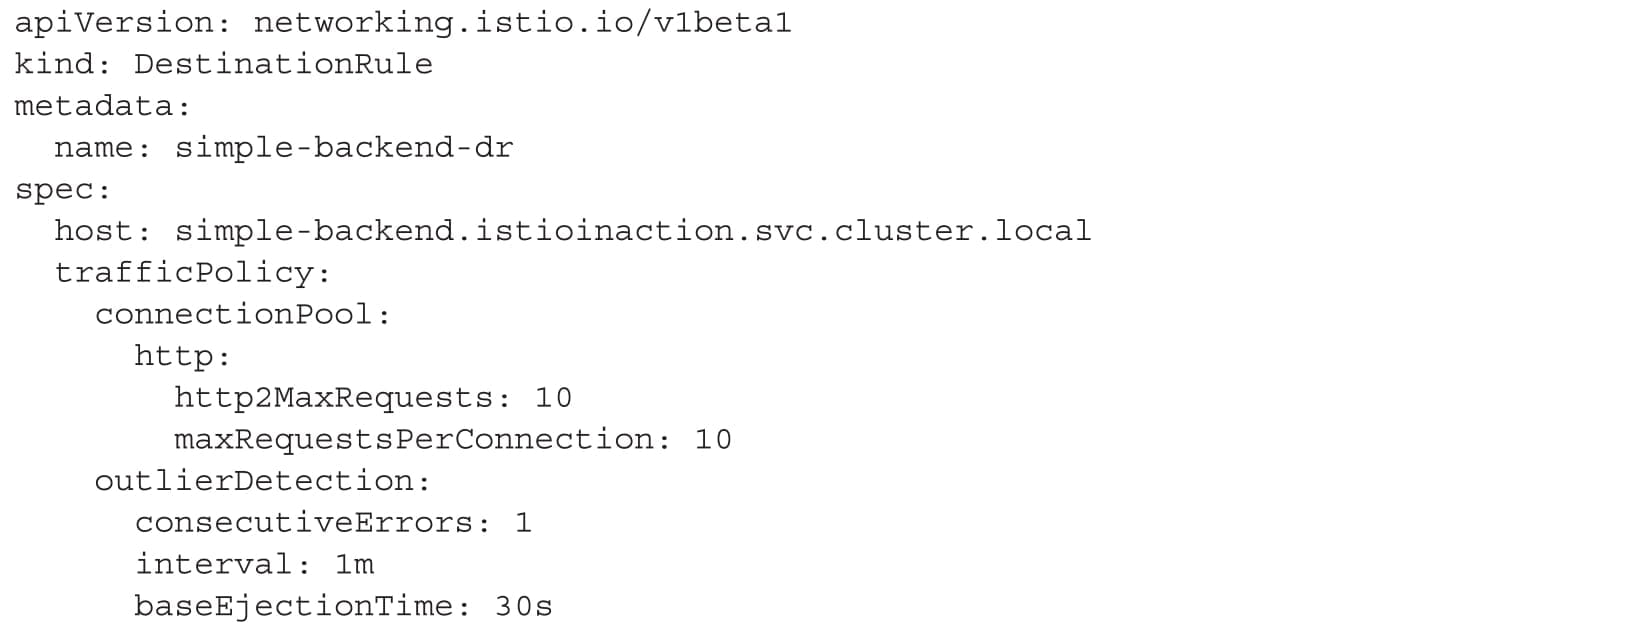 apiVersion: networking.istio.io/v1beta1
kind: DestinationRule
metadata:
  name: simple-backend-dr
spec:
  host: simple-backend.istioinaction.svc.cluster.local
  trafficPolicy:
    connectionPool:
      http:
        http2MaxRequests: 10
        maxRequestsPerConnection: 10
    outlierDetection:
      consecutiveErrors: 1
      interval: 1m
      baseEjectionTime: 30s